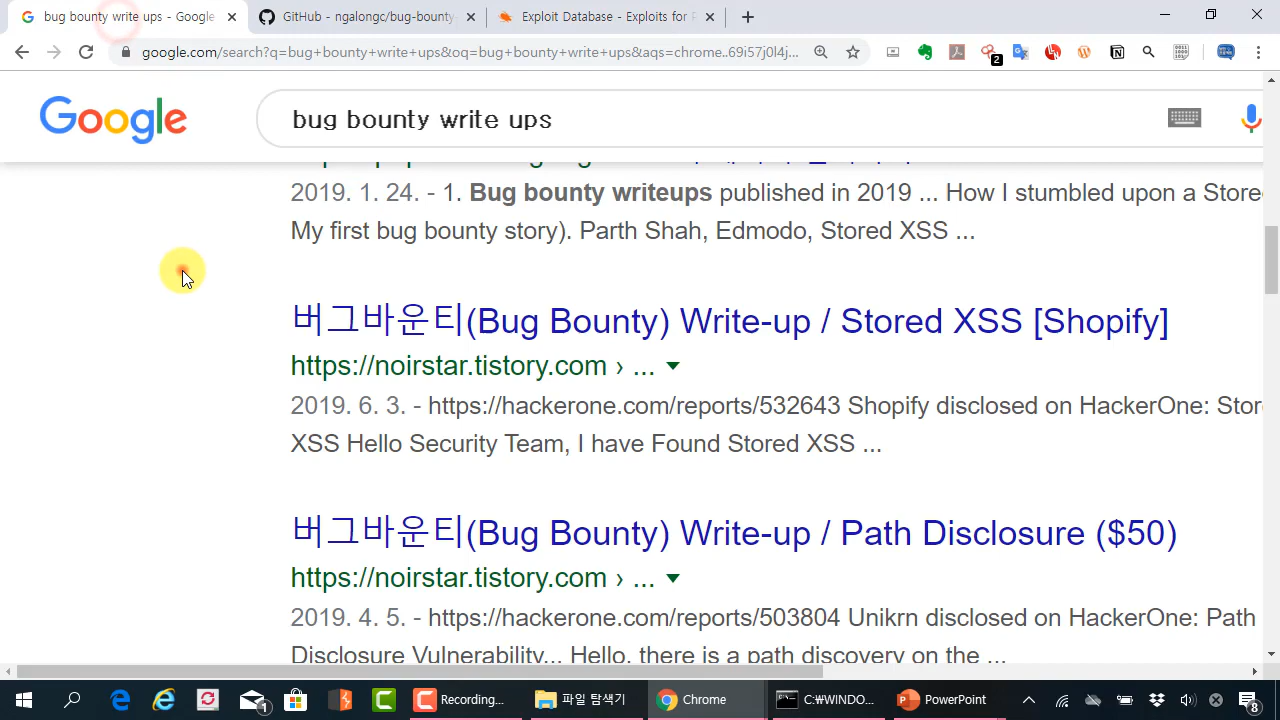 bug bounty write ups - Google
GitHub - ngalongc/bug-bounty-
Exploit Database - Exploits for P
google.com/search?q=bug+bounty+write+ups&oq=bug+bounty+write+ups&aqs=chrome..69i57j0l4j...
2
Google
bug bounty write ups
2019. 1. 24. - 1. Bug bounty writeups published in 2019 ... How I stumbled upon a Store
My first bug bounty story). Parth Shah, Edmodo, Stored XSS ...
버그바운티(Bug Bounty) Write-up / Stored XSS [Shopify]
https://noirstar.tistory.com › ...
2019. 6. 3. - https://hackerone.com/reports/532643 Shopify disclosed on HackerOne: Stor
XSS Hello Security Team, I have Found Stored XSS ...
버그바운티(Bug Bounty) Write-up / Path Disclosure ($50)
https://noirstar.tistory.com › ...
2019. 4. 5. - https://hackerone.com/reports/503804 Unikrn disclosed on HackerOne: Path
Disclosure Vulnerability... Hello, there is a path discovery on the ...
1
Recording...
파일 탐색기
Chrome
C:₩WINDO...
PowerPoint
8